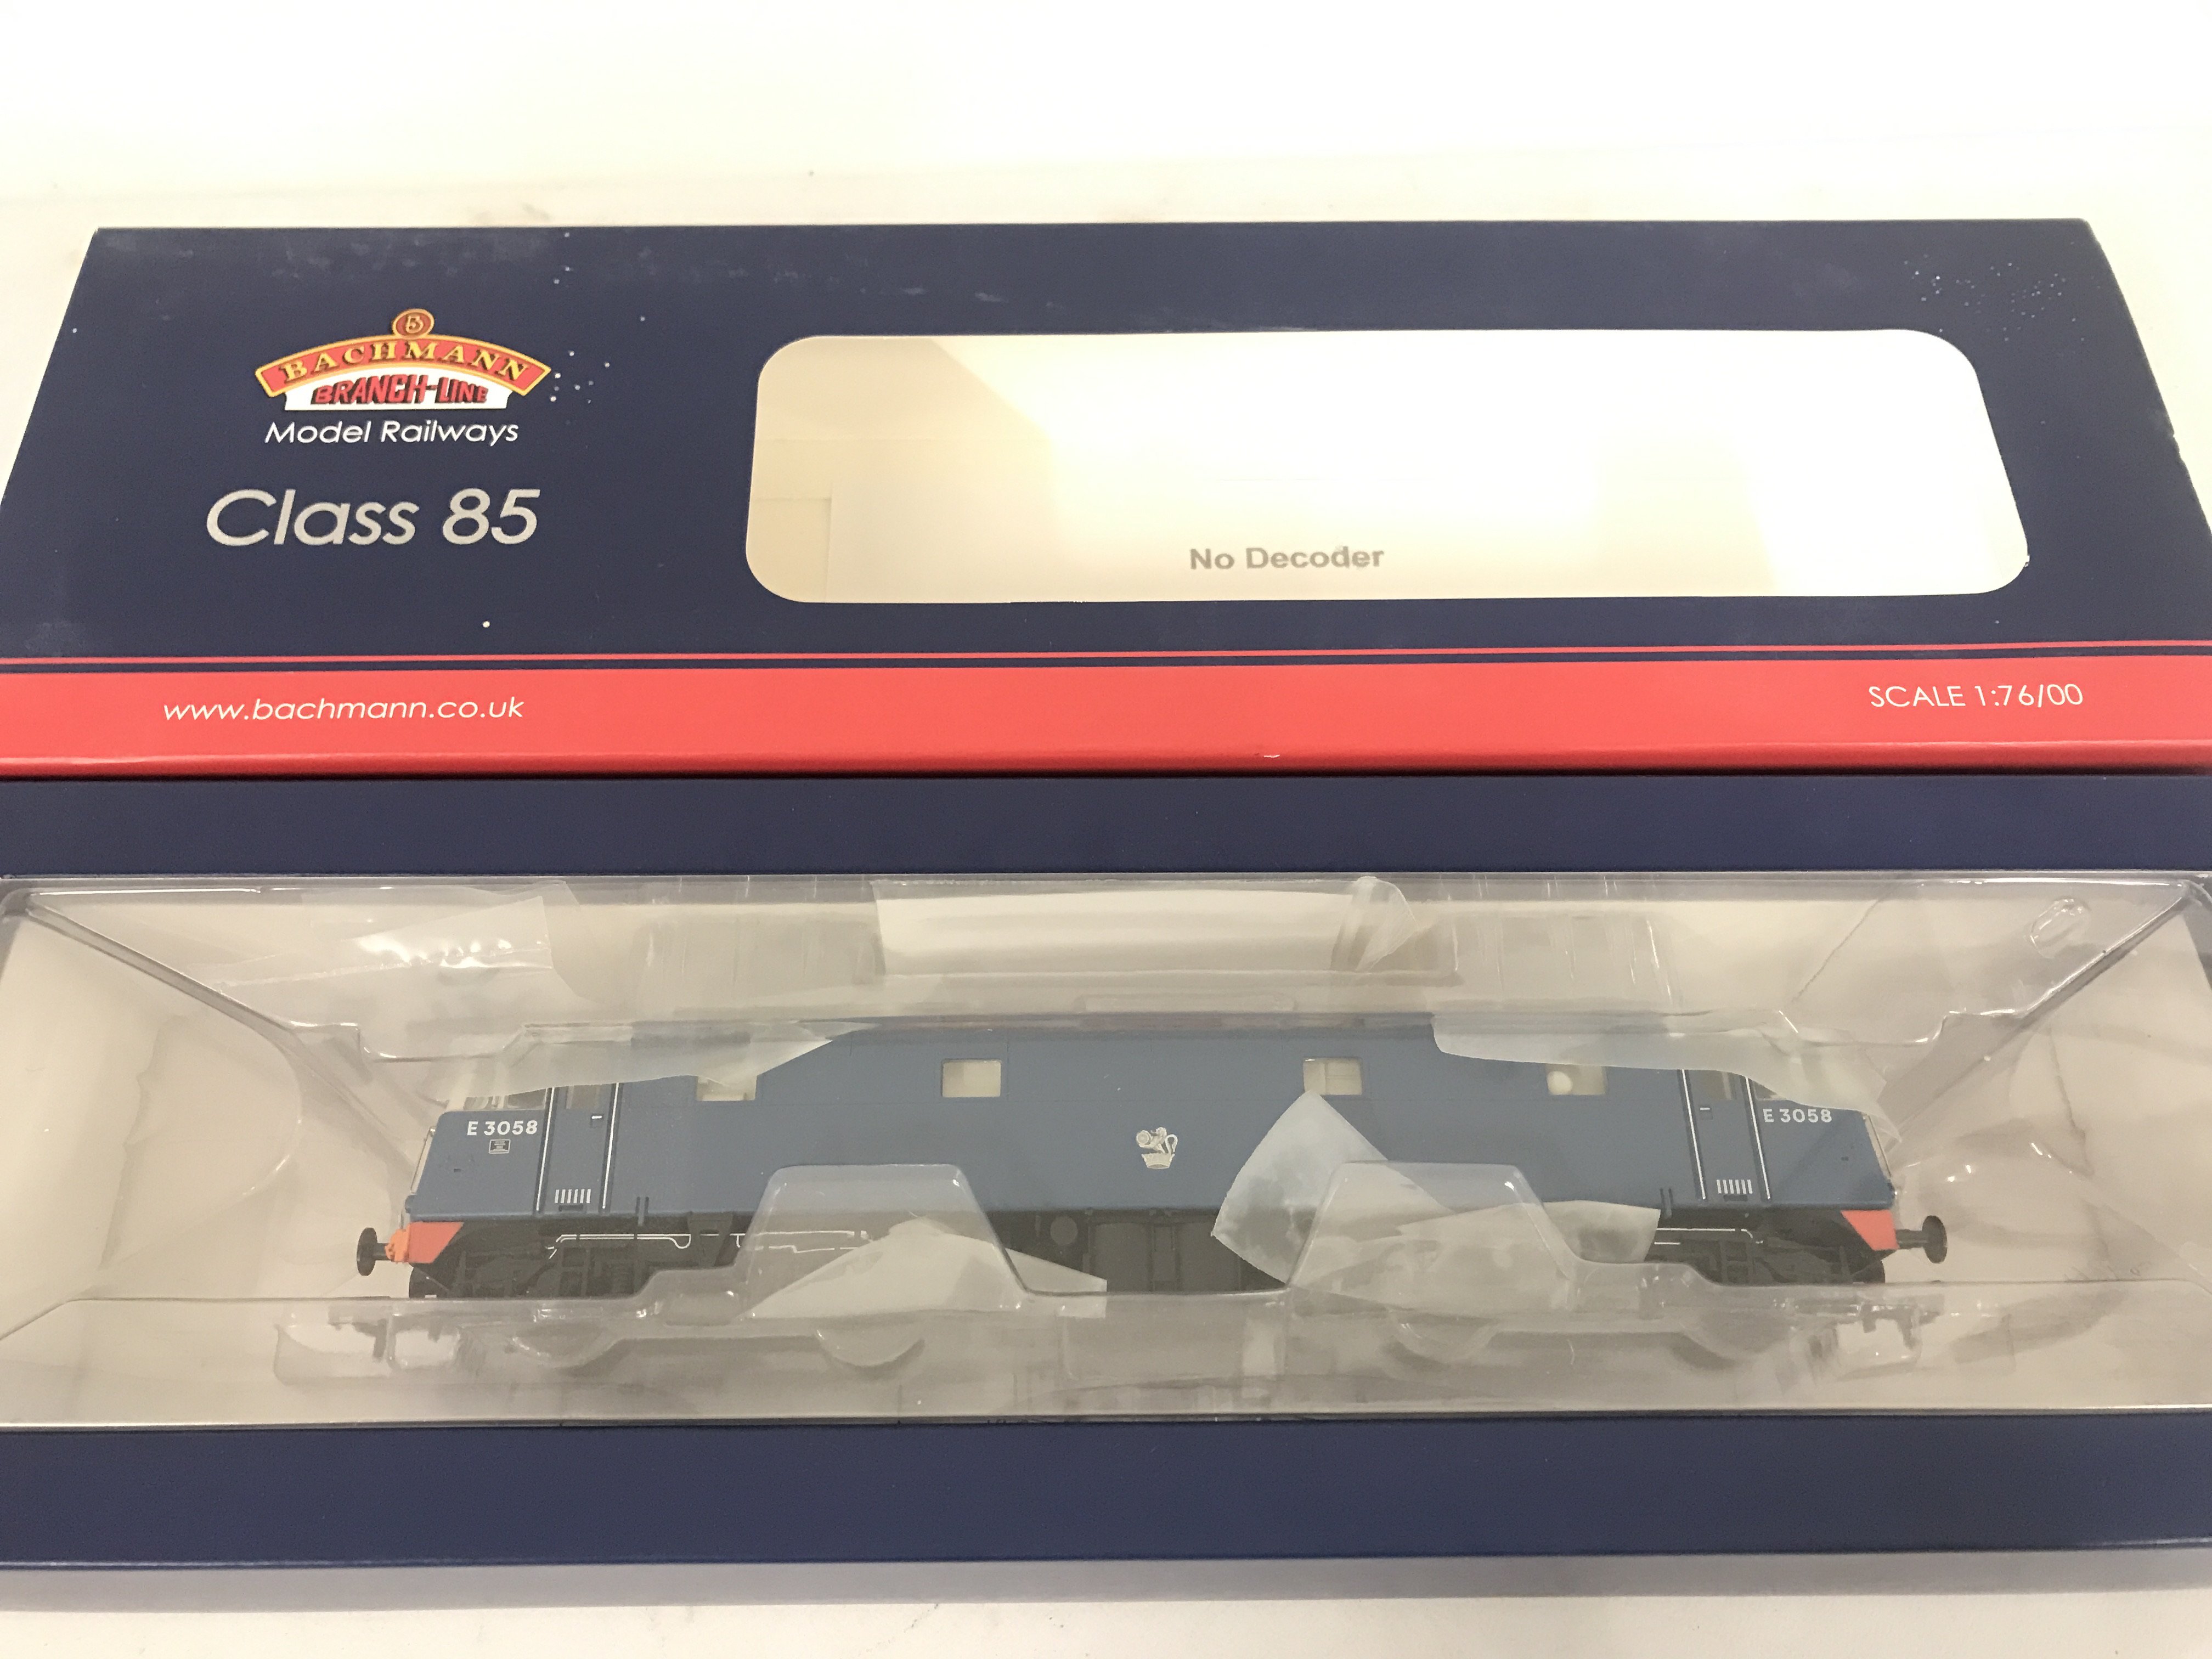 BACHMANN
BRANCH-LINE
Model Railways
Class 85
No Decoder
www.bachmann.co.uk
SCALE 1:76/00
E 3058
E 3058